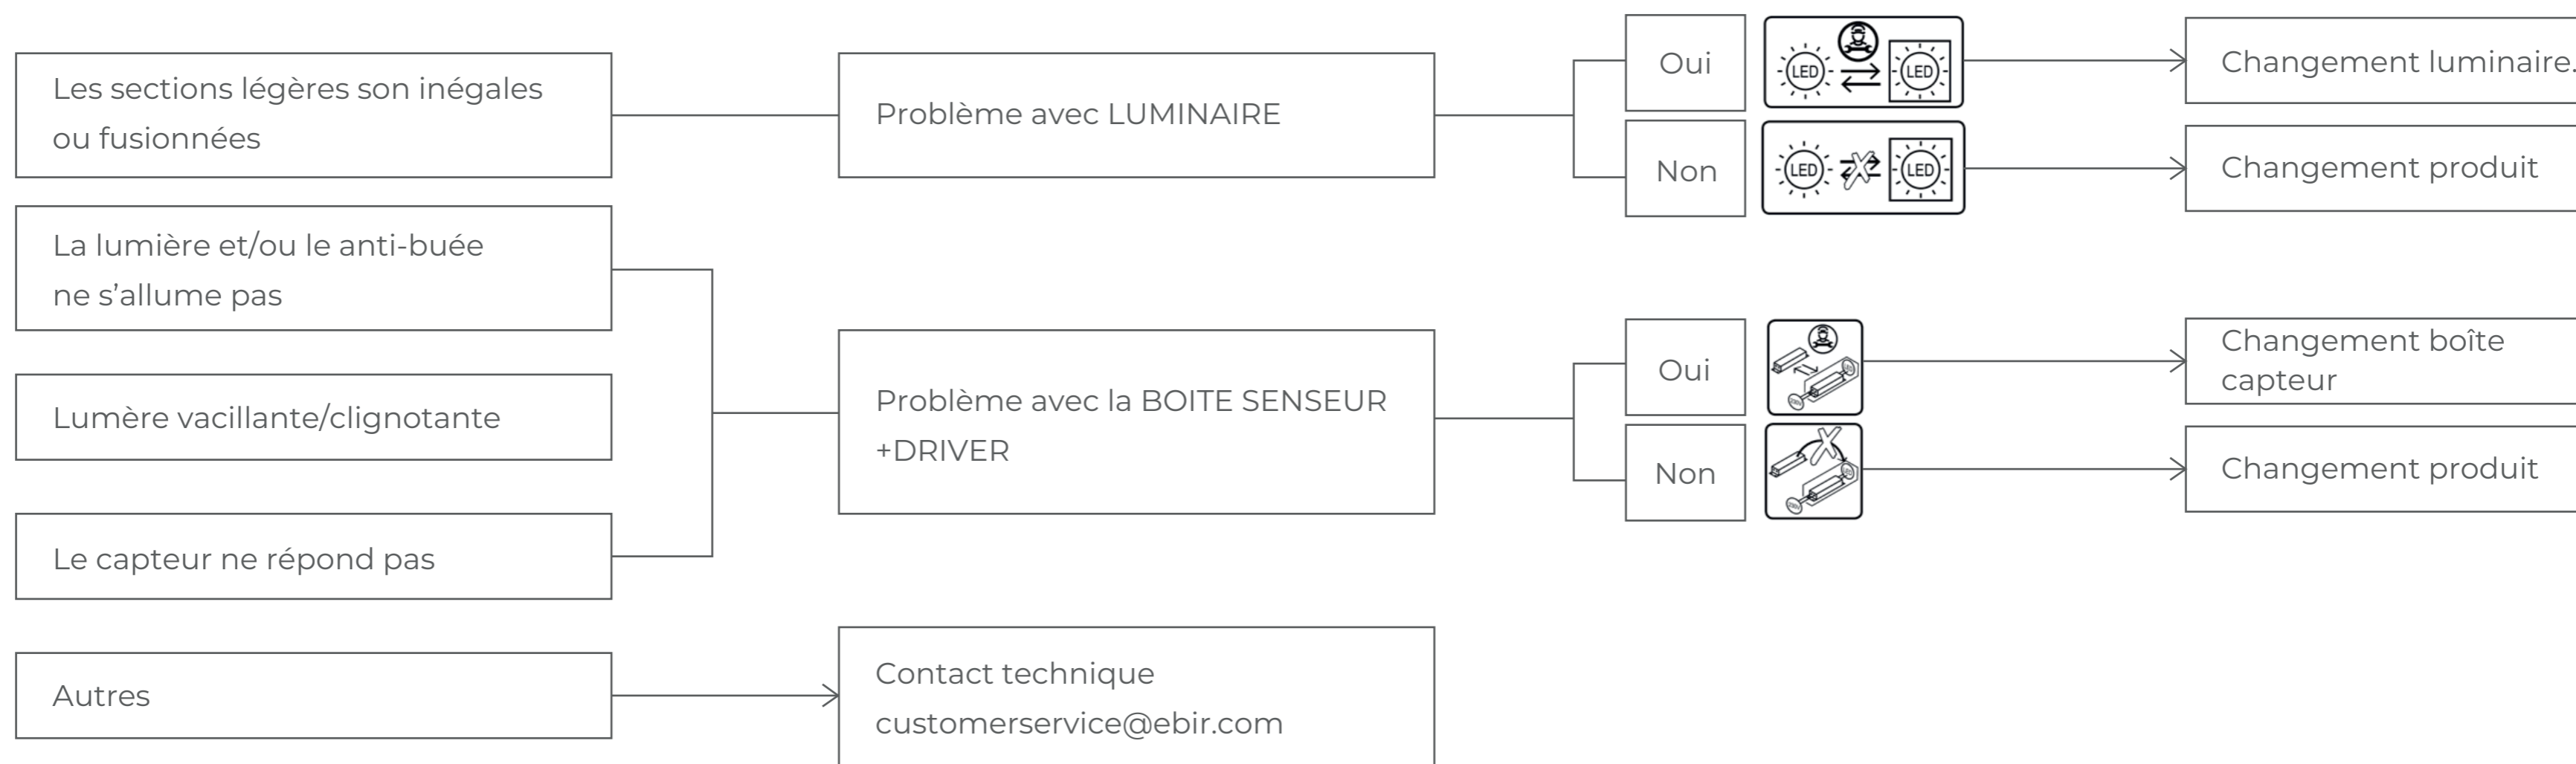 Les sections légères son inégales
ou fusionnées
Problème avec LUMINAIRE
Oui
LED
LED
Changement luminaire.
Non
LED
LED
Changement produit
La lumière et/ou le anti-buée
ne s’allume pas
Lumère vacillante/clignotante
Le capteur ne répond pas
Problème avec la BOITE SENSEUR
+DRIVER
Oui
Changement boîte
capteur
Non
Changement produit
Autres
Contact technique
customerservice@ebir.com